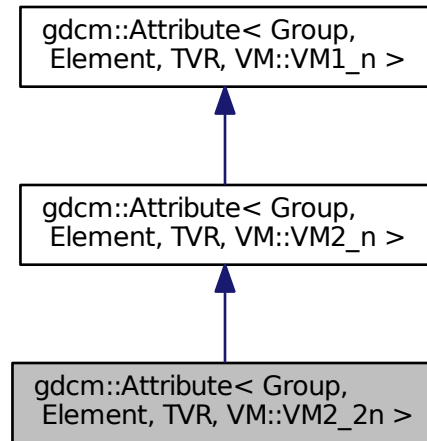 gdcm::Attribute< Group,
Element, TVR, VM::VM1_n >
gdcm::Attribute< Group,
Element, TVR, VM::VM2_n >
gdcm::Attribute< Group,
Element, TVR, VM::VM2_2n >